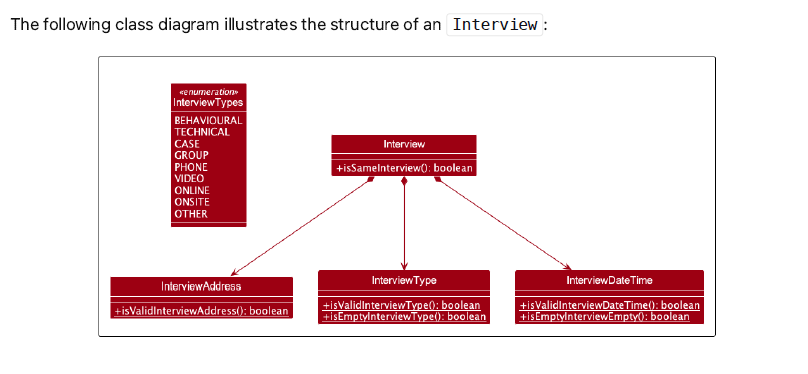 The following class diagram illustrates the structure of an Interview:
«enumeration»
InterviewTypes
BEHAVIOURAL
TECHNICAL
CASE
GROUP
PHONE
VIDEO
ONLINE
ONSITE
OTHER
Interview
+isSameInterview(): boolean
InterviewAddress
+isValidInterviewAddress(): boolean
InterviewType
+isValidInterviewType(): boolean
+isEmptyInterviewType(): boolean
InterviewDateTime
+isValidInterviewDateTime(): boolean
+isEmptyInterviewEmpty(): boolean